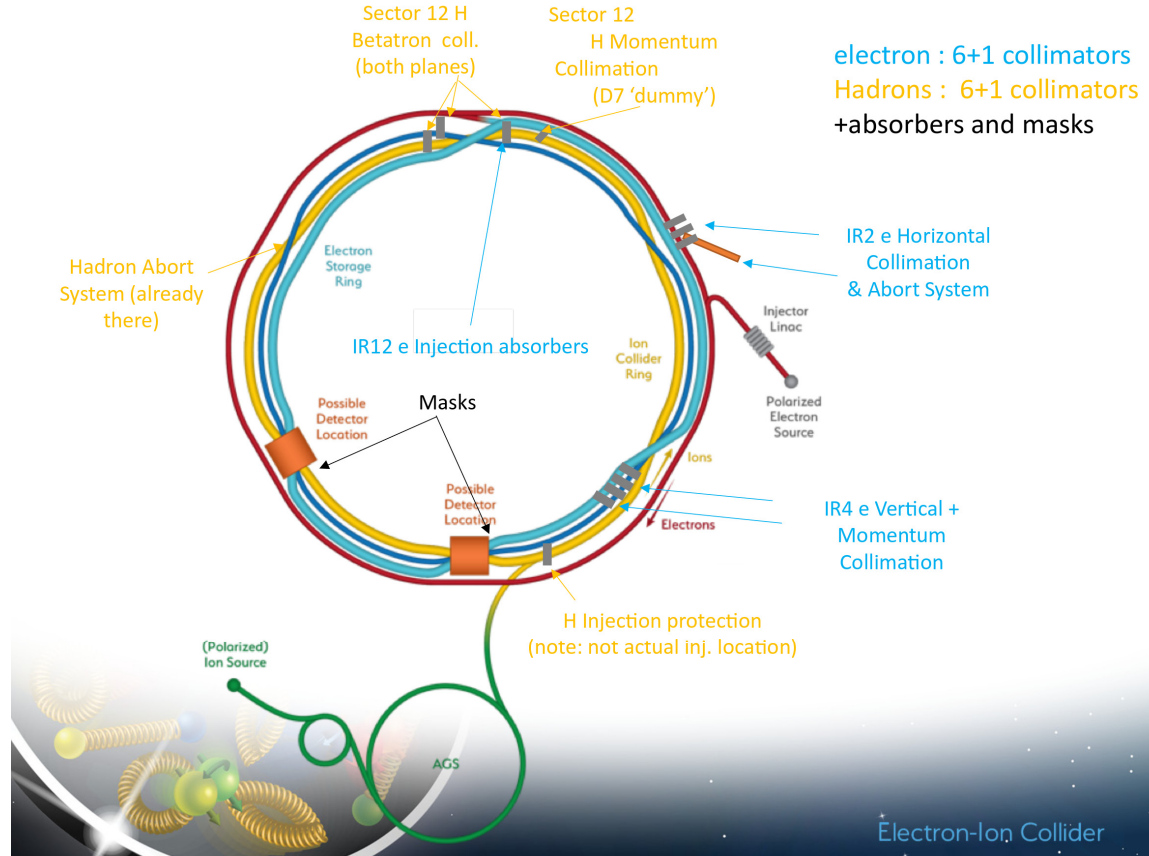 Sector 12 H
Betatron coll.
(both planes)
Sector 12
H Momentum
Collimation
(D7 ‘dummy’)
electron : 6+1 collimators
Hadrons : 6+1 collimators
+absorbers and masks
IR2 e Horizontal
Collimation
& Abort System
Hadron Abort
System (already
there)
Electron
Storage
Ring
Injector
Linac
IR12 e Injection absorbers
Ion
Collider
Ring
Polarized
Electron
Source
Possible
Detector
Location
Masks
Ions
Possible
Detector
Location
Electrons
IR4 e Vertical +
Momentum
Collimation
H Injection protection
(note: not actual inj. location)
(Polarized)
Ion Source
AGS
Electron-Ion Collider